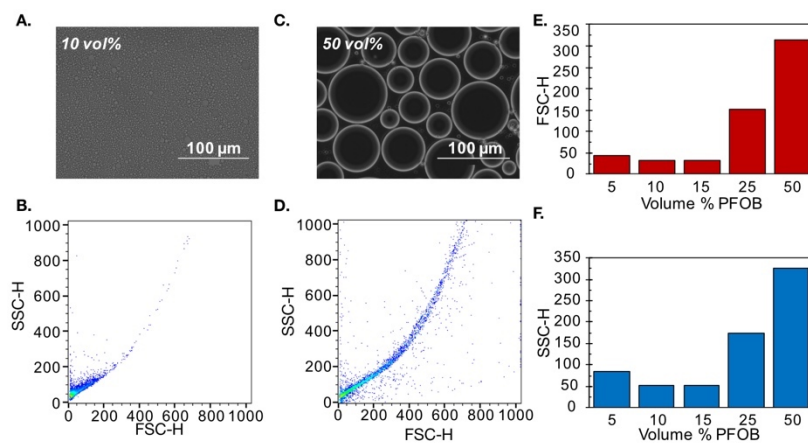 A.
10 vol%
100 µm
B.
1000
800
600
400
200
0
SSC-H
0 200 400 600 800 1000
FSC-H
C.
50 vol%
100 µm
D.
1000
800
600
400
200
0
SSC-H
0 200 400 600 800 1000
FSC-H
E.
350
300
250
200
150
100
50
0
FSC-H
5 10 15 25 50
Volume % PFOB
F.
350
300
250
200
150
100
50
0
SSC-H
5 10 15 25 50
Volume % PFOB